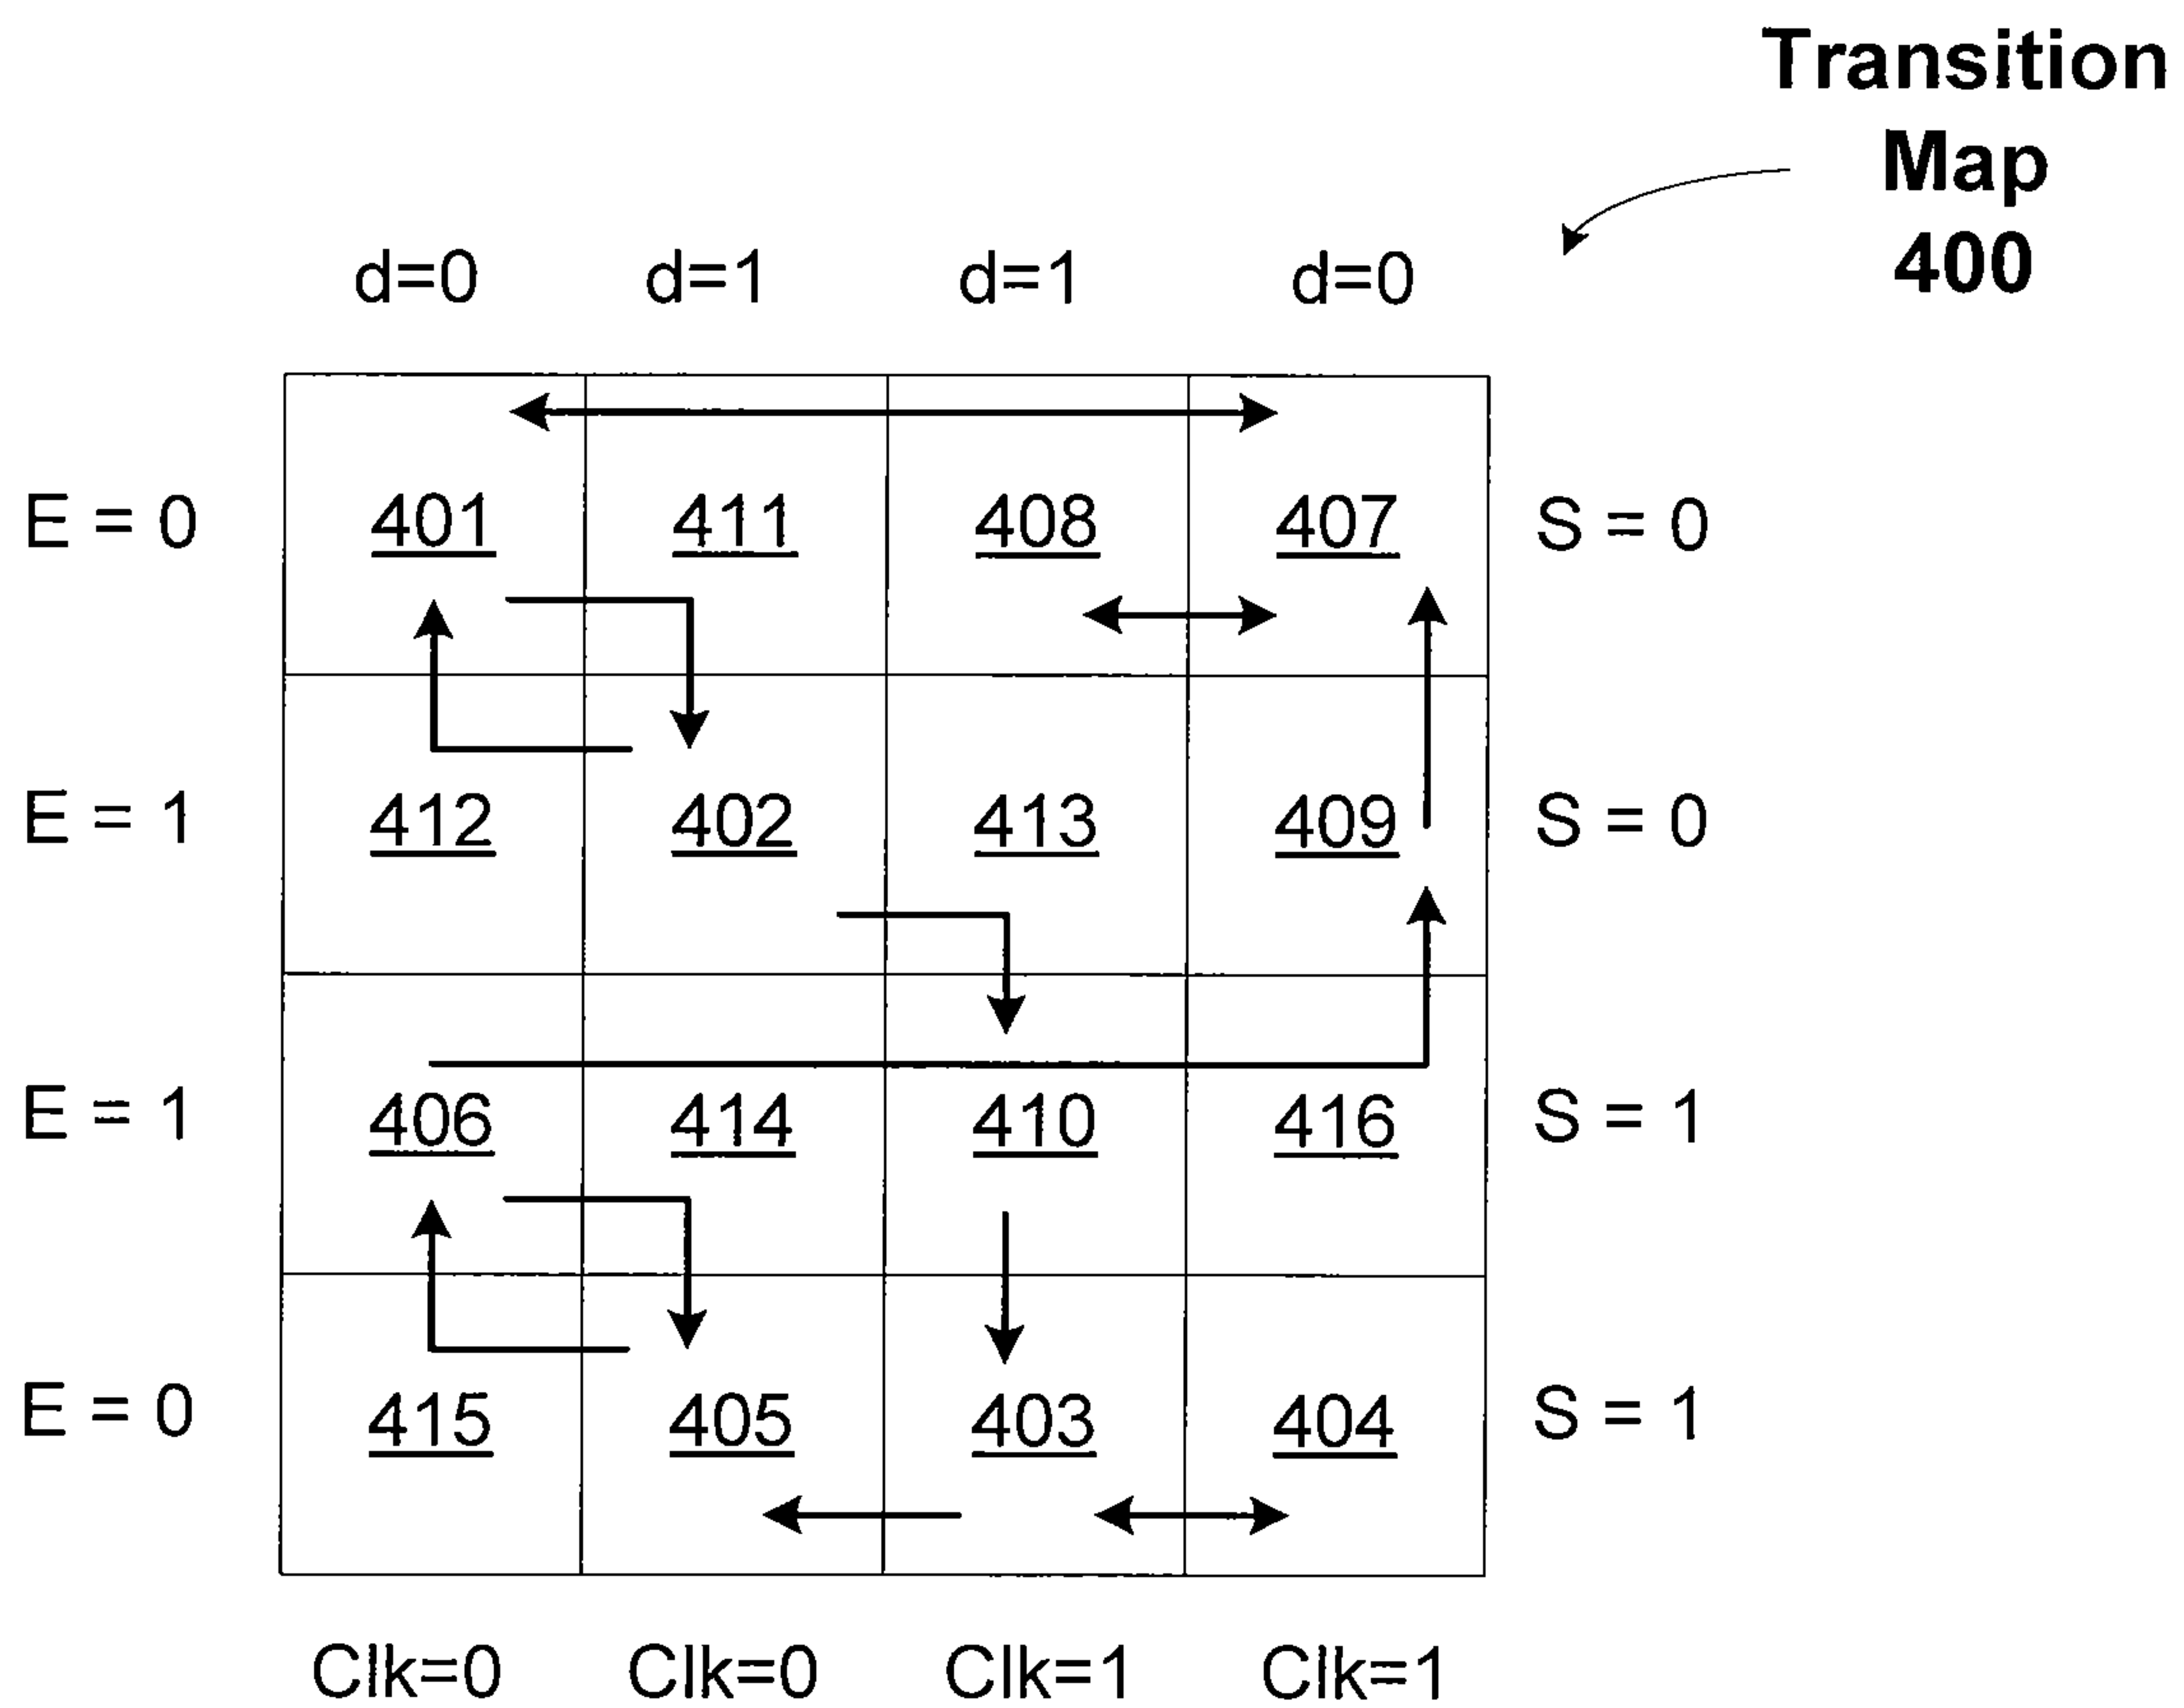 Transition
Map
400
d=0 d=1 d=1 d=0
E = 0 401 411 408 407 S = 0
E = 1 412 402 413 409 S = 0
E = 1 406 414 410 416 S = 1
E = 0 415 405 403 404 S = 1
Clk=0 Clk=0 Clk=1 Clk=1